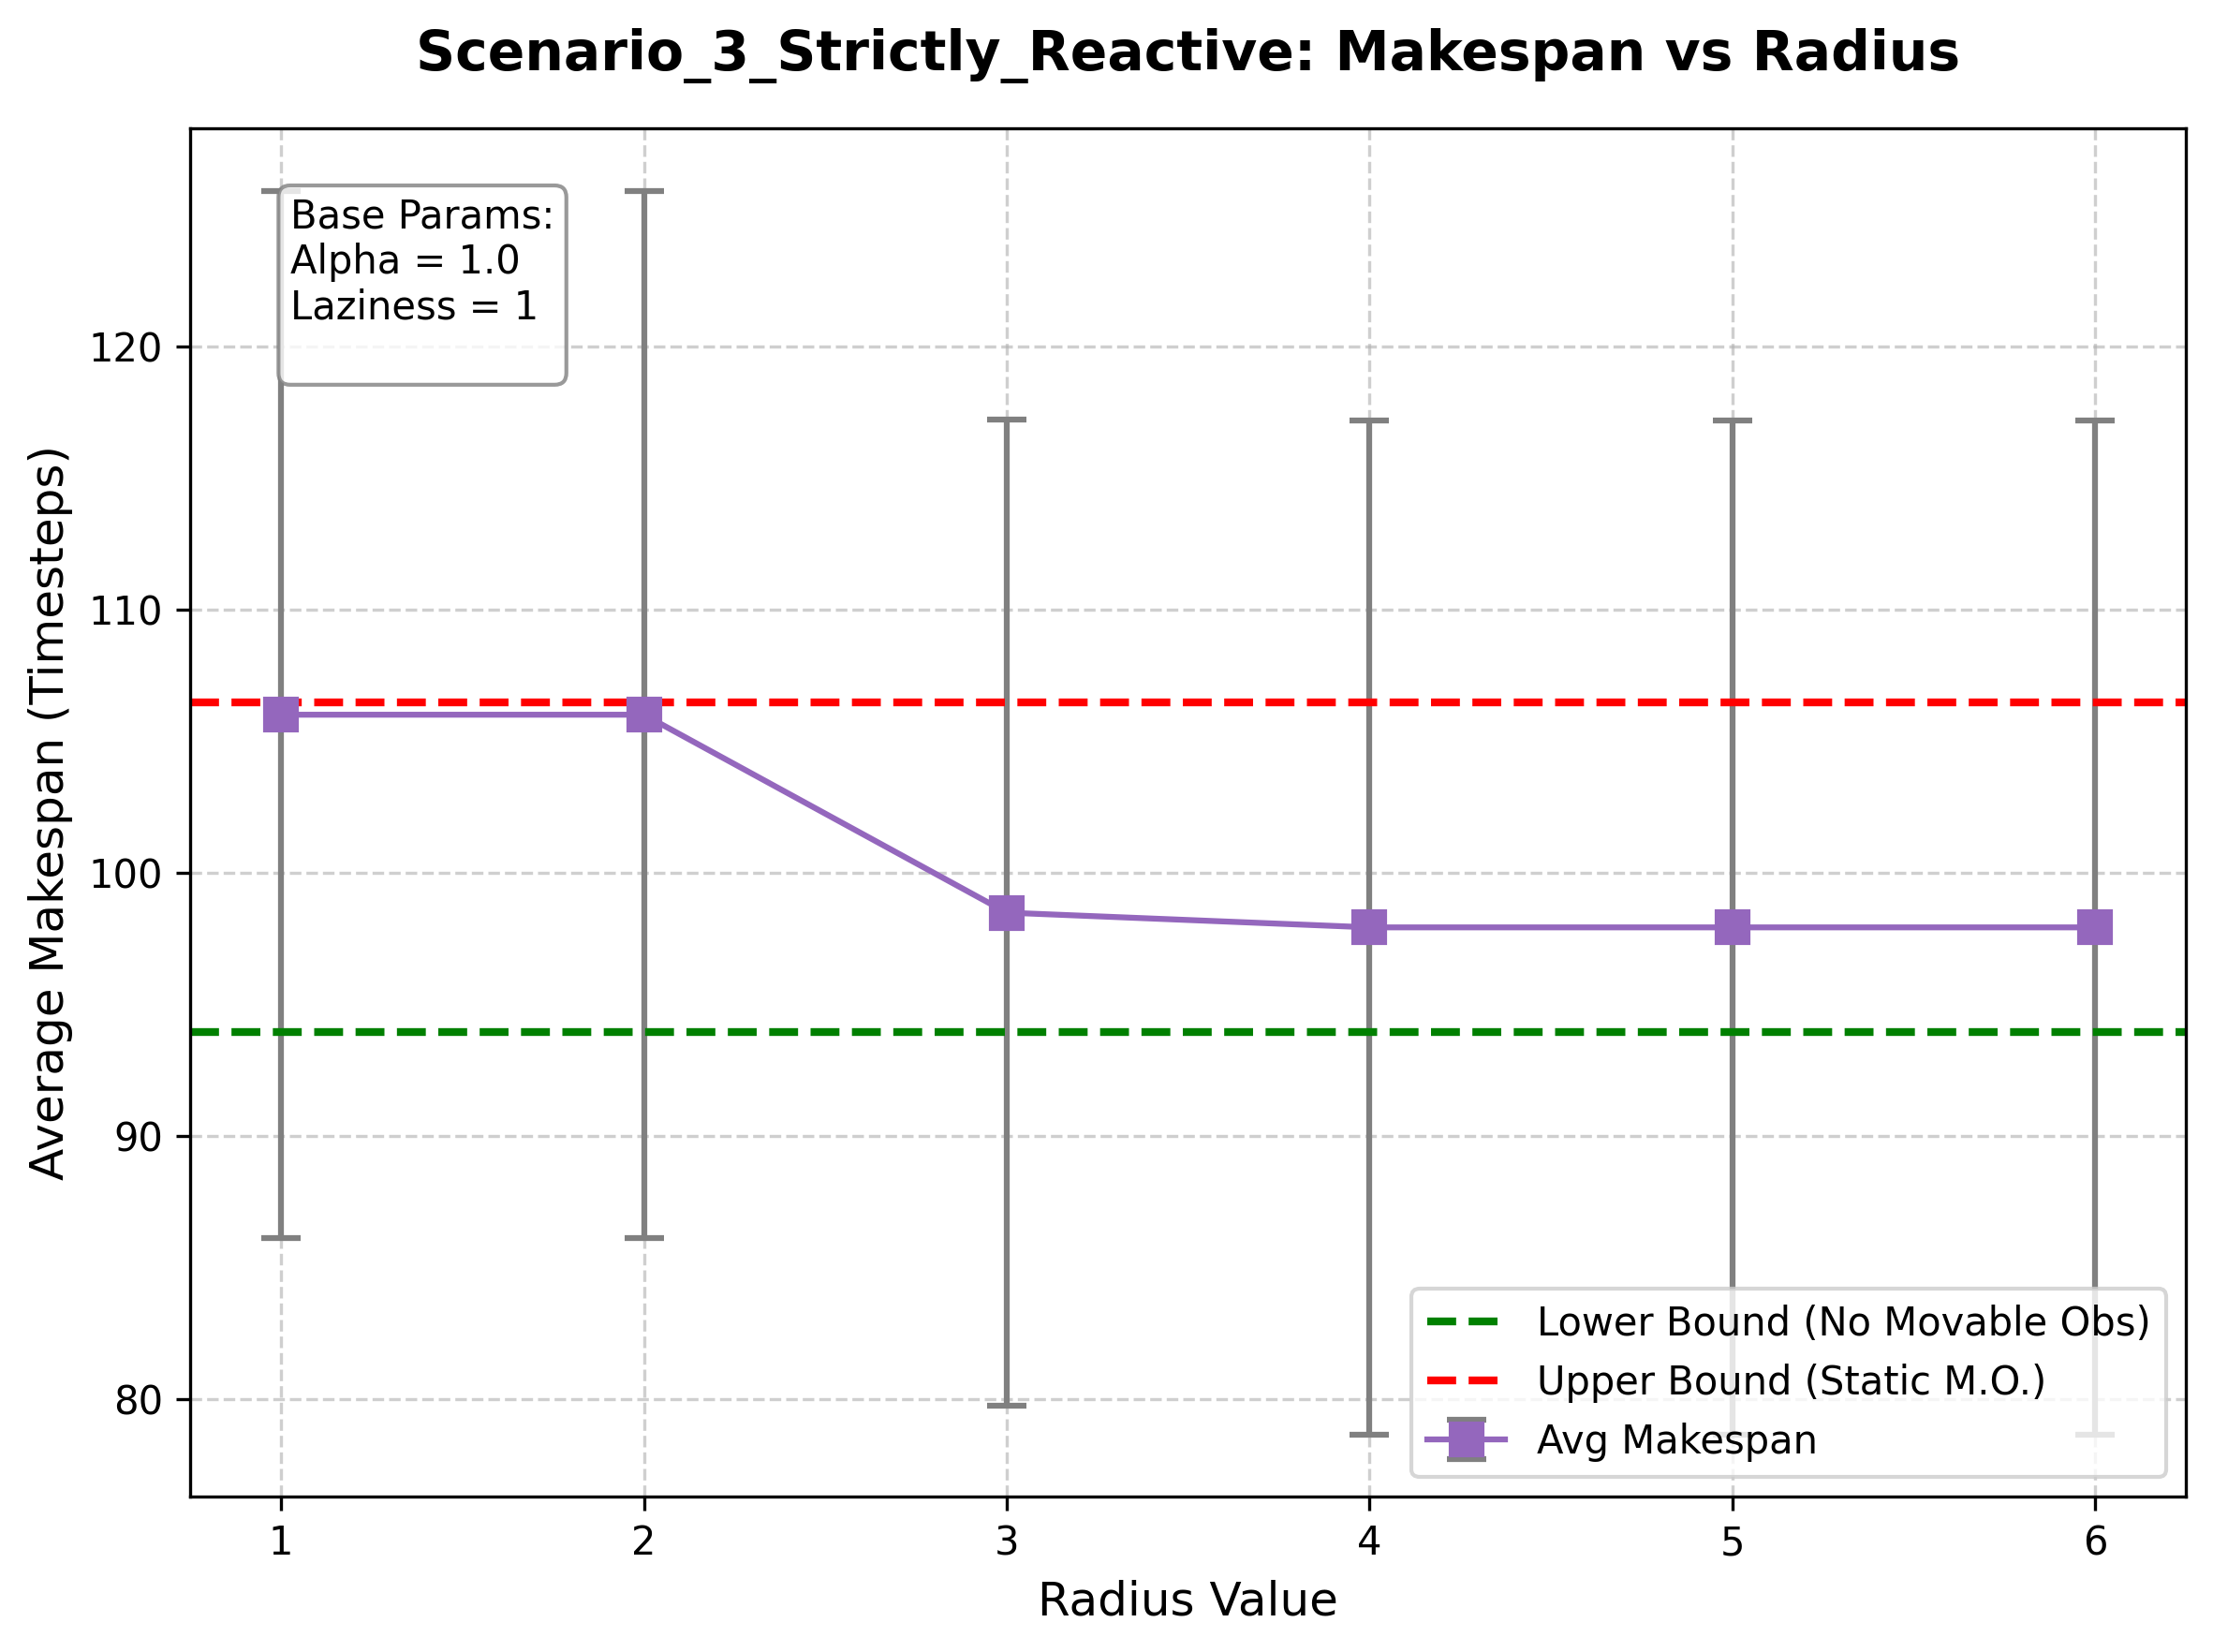 Scenario_3_Strictly_Reactive: Makespan vs Radius
Base Params:
Alpha = 1.0
Laziness = 1
120
110
100
90
80
Average Makespan (Timesteps)
Lower Bound (No Movable Obs)
Upper Bound (Static M.O.)
Avg Makespan
1 2 3 4 5 6
Radius Value